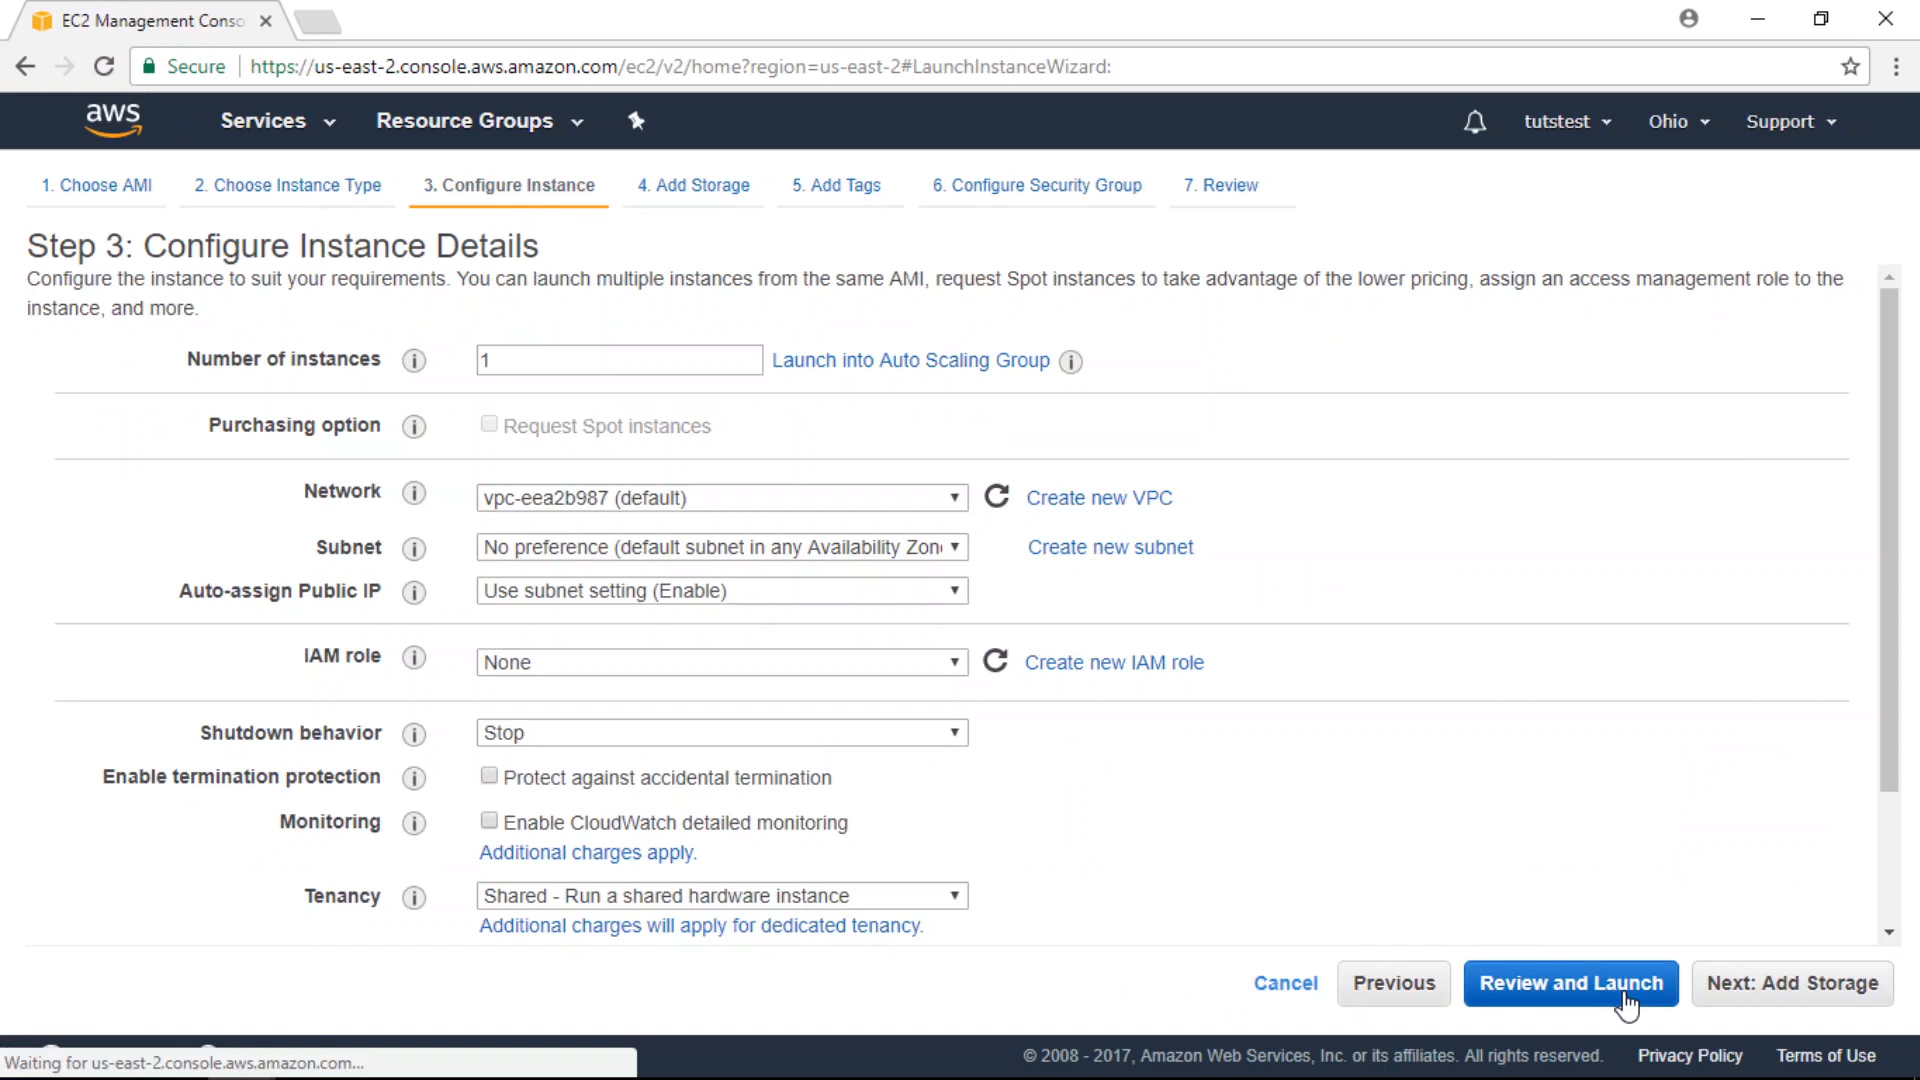 EC2 Management Conso
Secure
https://us-east-2.console.aws.amazon.com/ec2/v2/home?region=us-east-2#LaunchInstanceWizard:
aws
Services
Resource Groups
tutstest
Ohio
Support
1. Choose AMI
2. Choose Instance Type
3. Configure Instance
4. Add Storage
5. Add Tags
6. Configure Security Group
7. Review
Step 3: Configure Instance Details
Configure the instance to suit your requirements. You can launch multiple instances from the same AMI, request Spot instances to take advantage of the lower pricing, assign an access management role to the
instance, and more.
Number of instances
1
Launch into Auto Scaling Group
Purchasing option
Request Spot instances
Network
vpc-eea2b987 (default)
Create new VPC
Subnet
No preference (default subnet in any Availability Zon
Create new subnet
Auto-assign Public IP
Use subnet setting (Enable)
IAM role
None
Create new IAM role
Shutdown behavior
Stop
Enable termination protection
Protect against accidental termination
Monitoring
Enable CloudWatch detailed monitoring
Additional charges apply.
Tenancy
Shared - Run a shared hardware instance
Additional charges will apply for dedicated tenancy.
Cancel
Previous
Review and Launch
Next: Add Storage
Waiting for us-east-2.console.aws.amazon.com...
© 2008 - 2017, Amazon Web Services, Inc. or its affiliates. All rights reserved.
Privacy Policy
Terms of Use